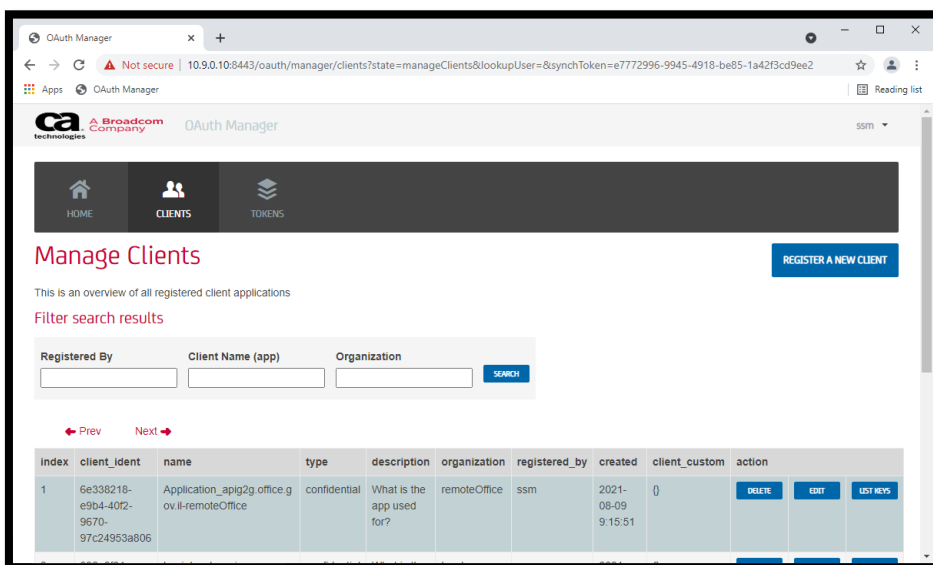 OAuth Manager
Not secure | 10.9.0.10:8443/oauth/manager/clients?state=manageClients&lookupUser=&synchToken=e7772996-9945-4918-be85-1a42f3cd9ee2
Apps OAuth Manager Reading list
ca technologies A Broadcom Company OAuth Manager ssm
HOME CLIENTS TOKENS
Manage Clients REGISTER A NEW CLIENT
This is an overview of all registered client applications
Filter search results
Registered By Client Name (app) Organization
SEARCH
Prev Next
index client_ident name type description organization registered_by created client_custom action
1 6e338218- Application_apig2g.office.g confidential What is the remoteOffice ssm 2021- {} DELETE EDIT LIST KEYS
e9b4-40f2- ov.il-remoteOffice app used 08-09
9670- for? 9:15:51
97c24953a806